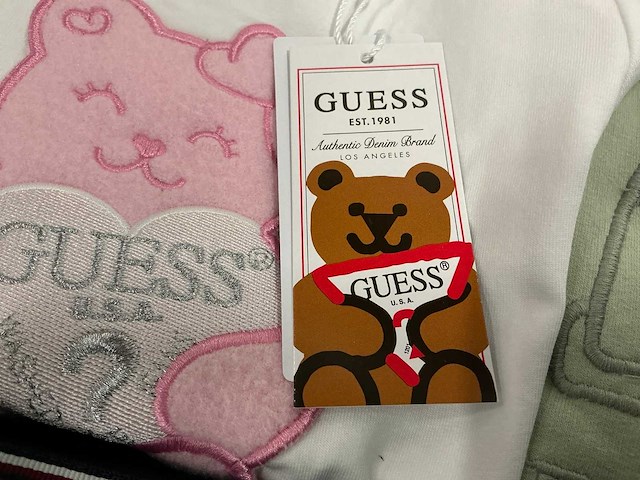 GUESS
EST. 1981
Authentic Denim Brand
LOS ANGELES
GUESS®
U.S.A.
?
GUESS®
?